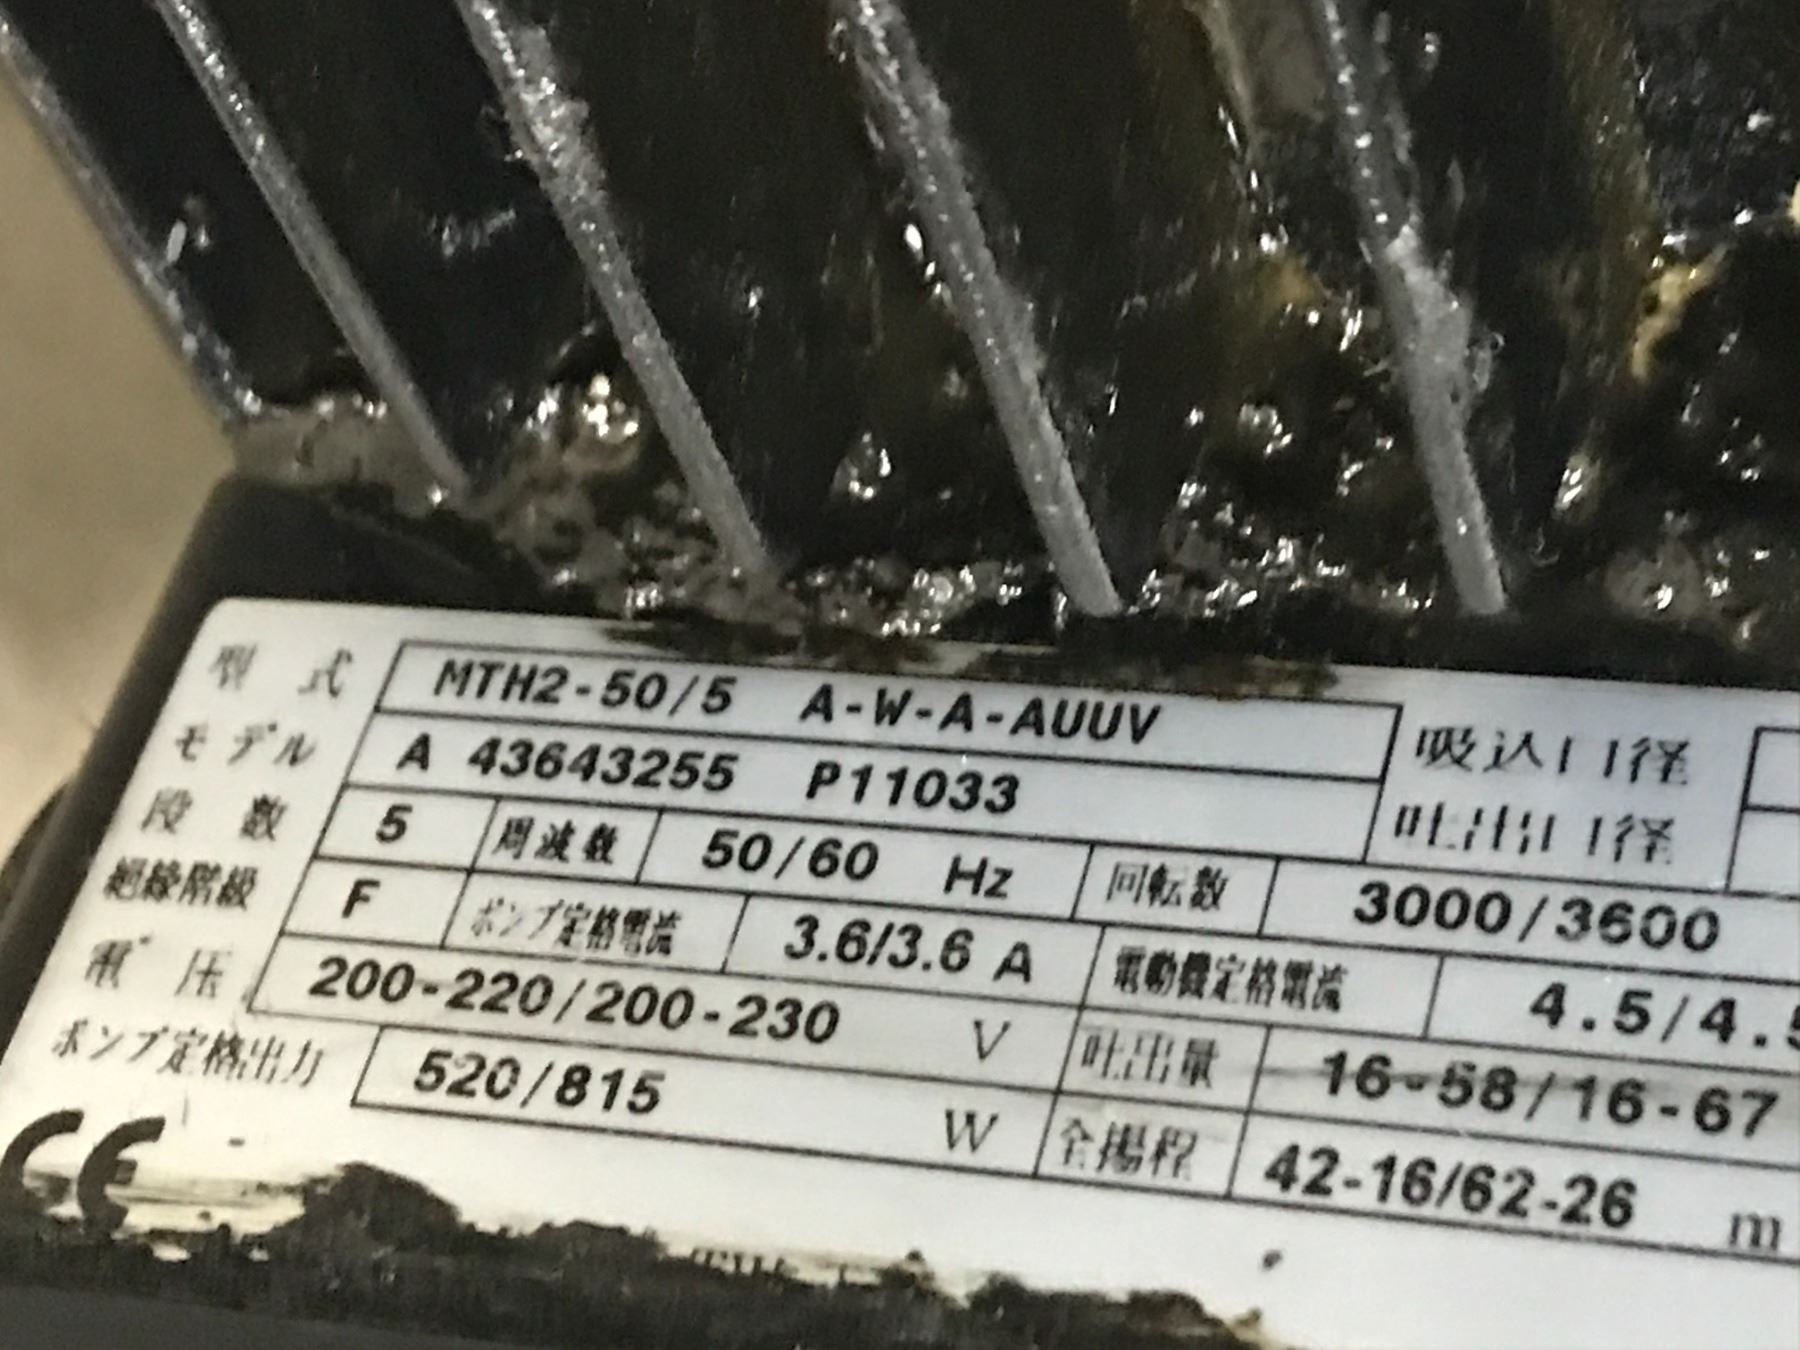 型式 MTH2-50/5 A-W-A-AUUV 吸込口径
モデル A 43643255 P11033 吐出口径
段数 5 周波数 50/60 Hz 回転数 3000/3600
絶縁階級 F ポンプ定格電流 3.6/3.6 A 電動機定格電流 4.5/4.5
電圧 200-220/200-230 V 吐出量 16-58/16-67
ポンプ定格出力 520/815 W 全揚程 42-16/62-26 m
CE